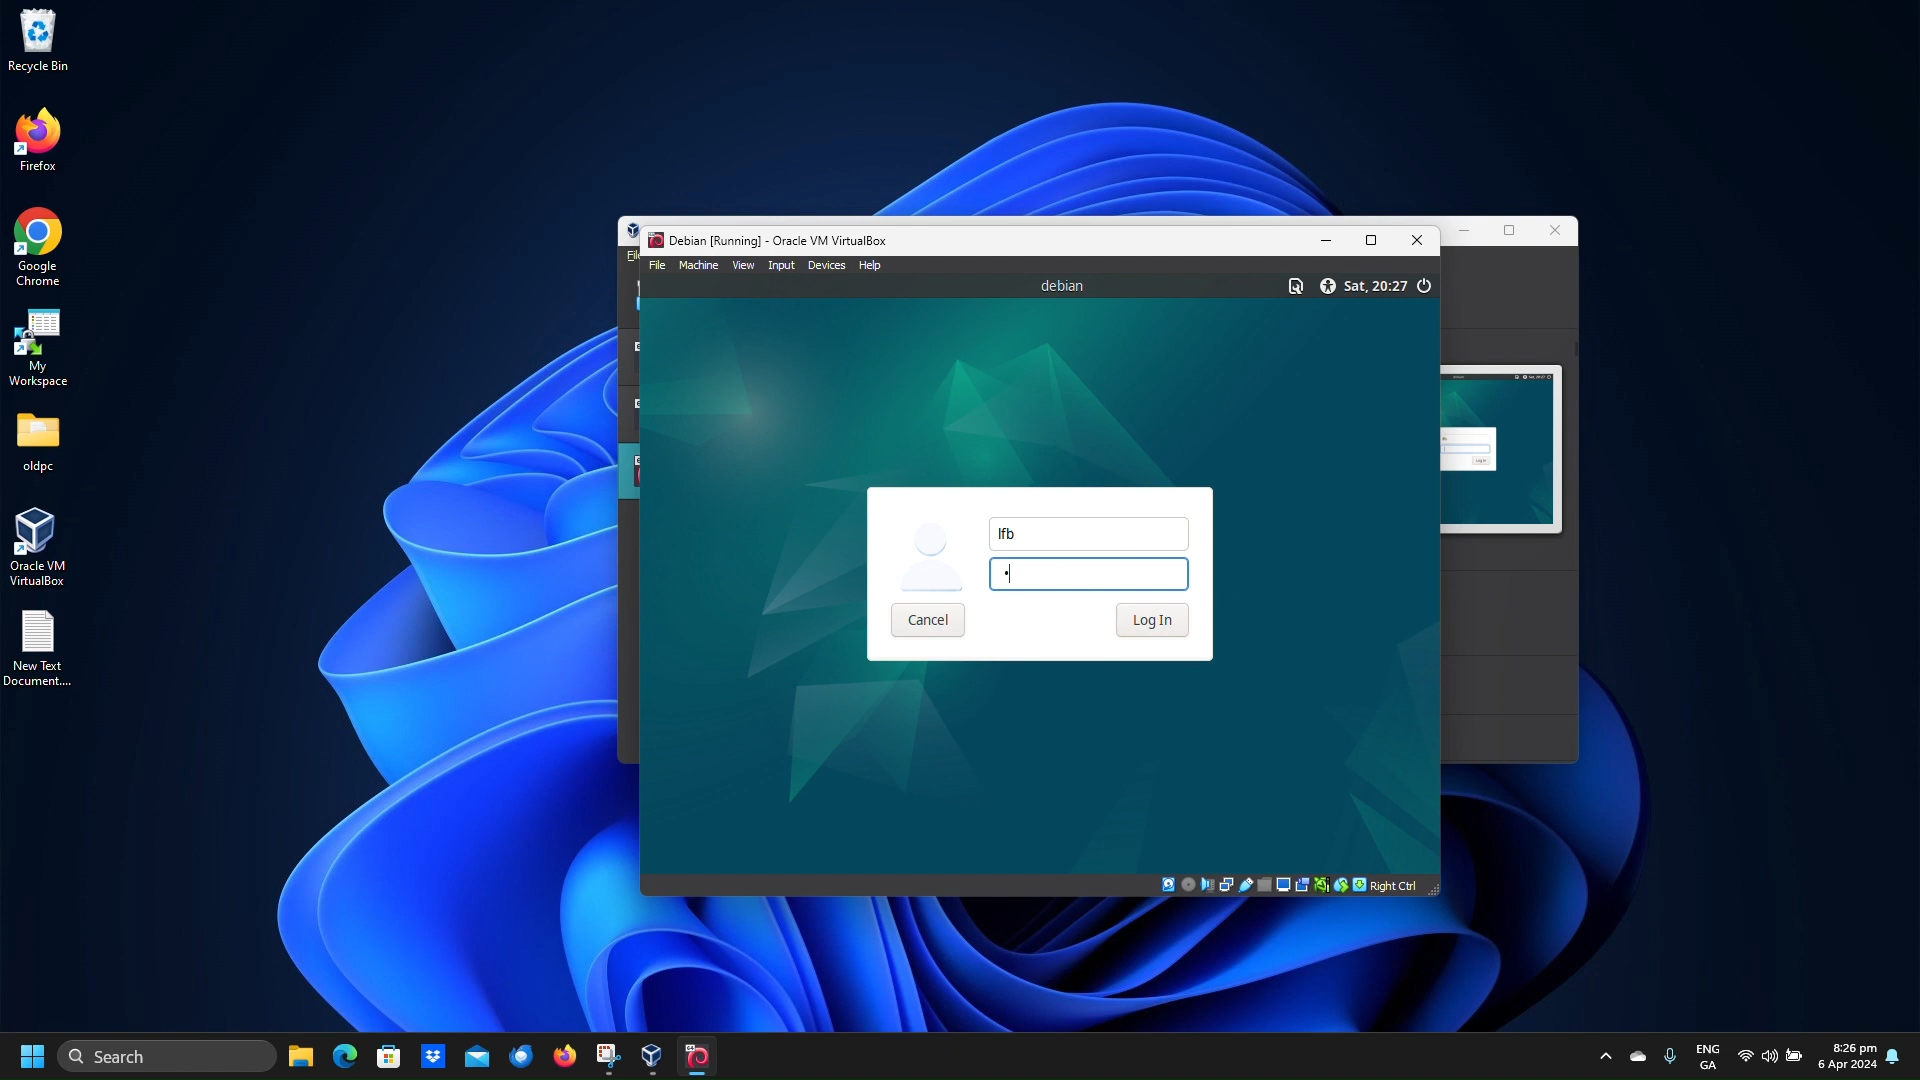 Recycle Bin
Firefox
Google
Chrome
My
Workspace
oldpc
Oracle VM
VirtualBox
New Text
Document....
Debian [Running] - Oracle VM VirtualBox
File Machine View Input Devices Help
debian
Sat, 20:27
lfb
Cancel
Log In
Right Ctrl
Search
ENG
GA
8:26 pm
6 Apr 2024